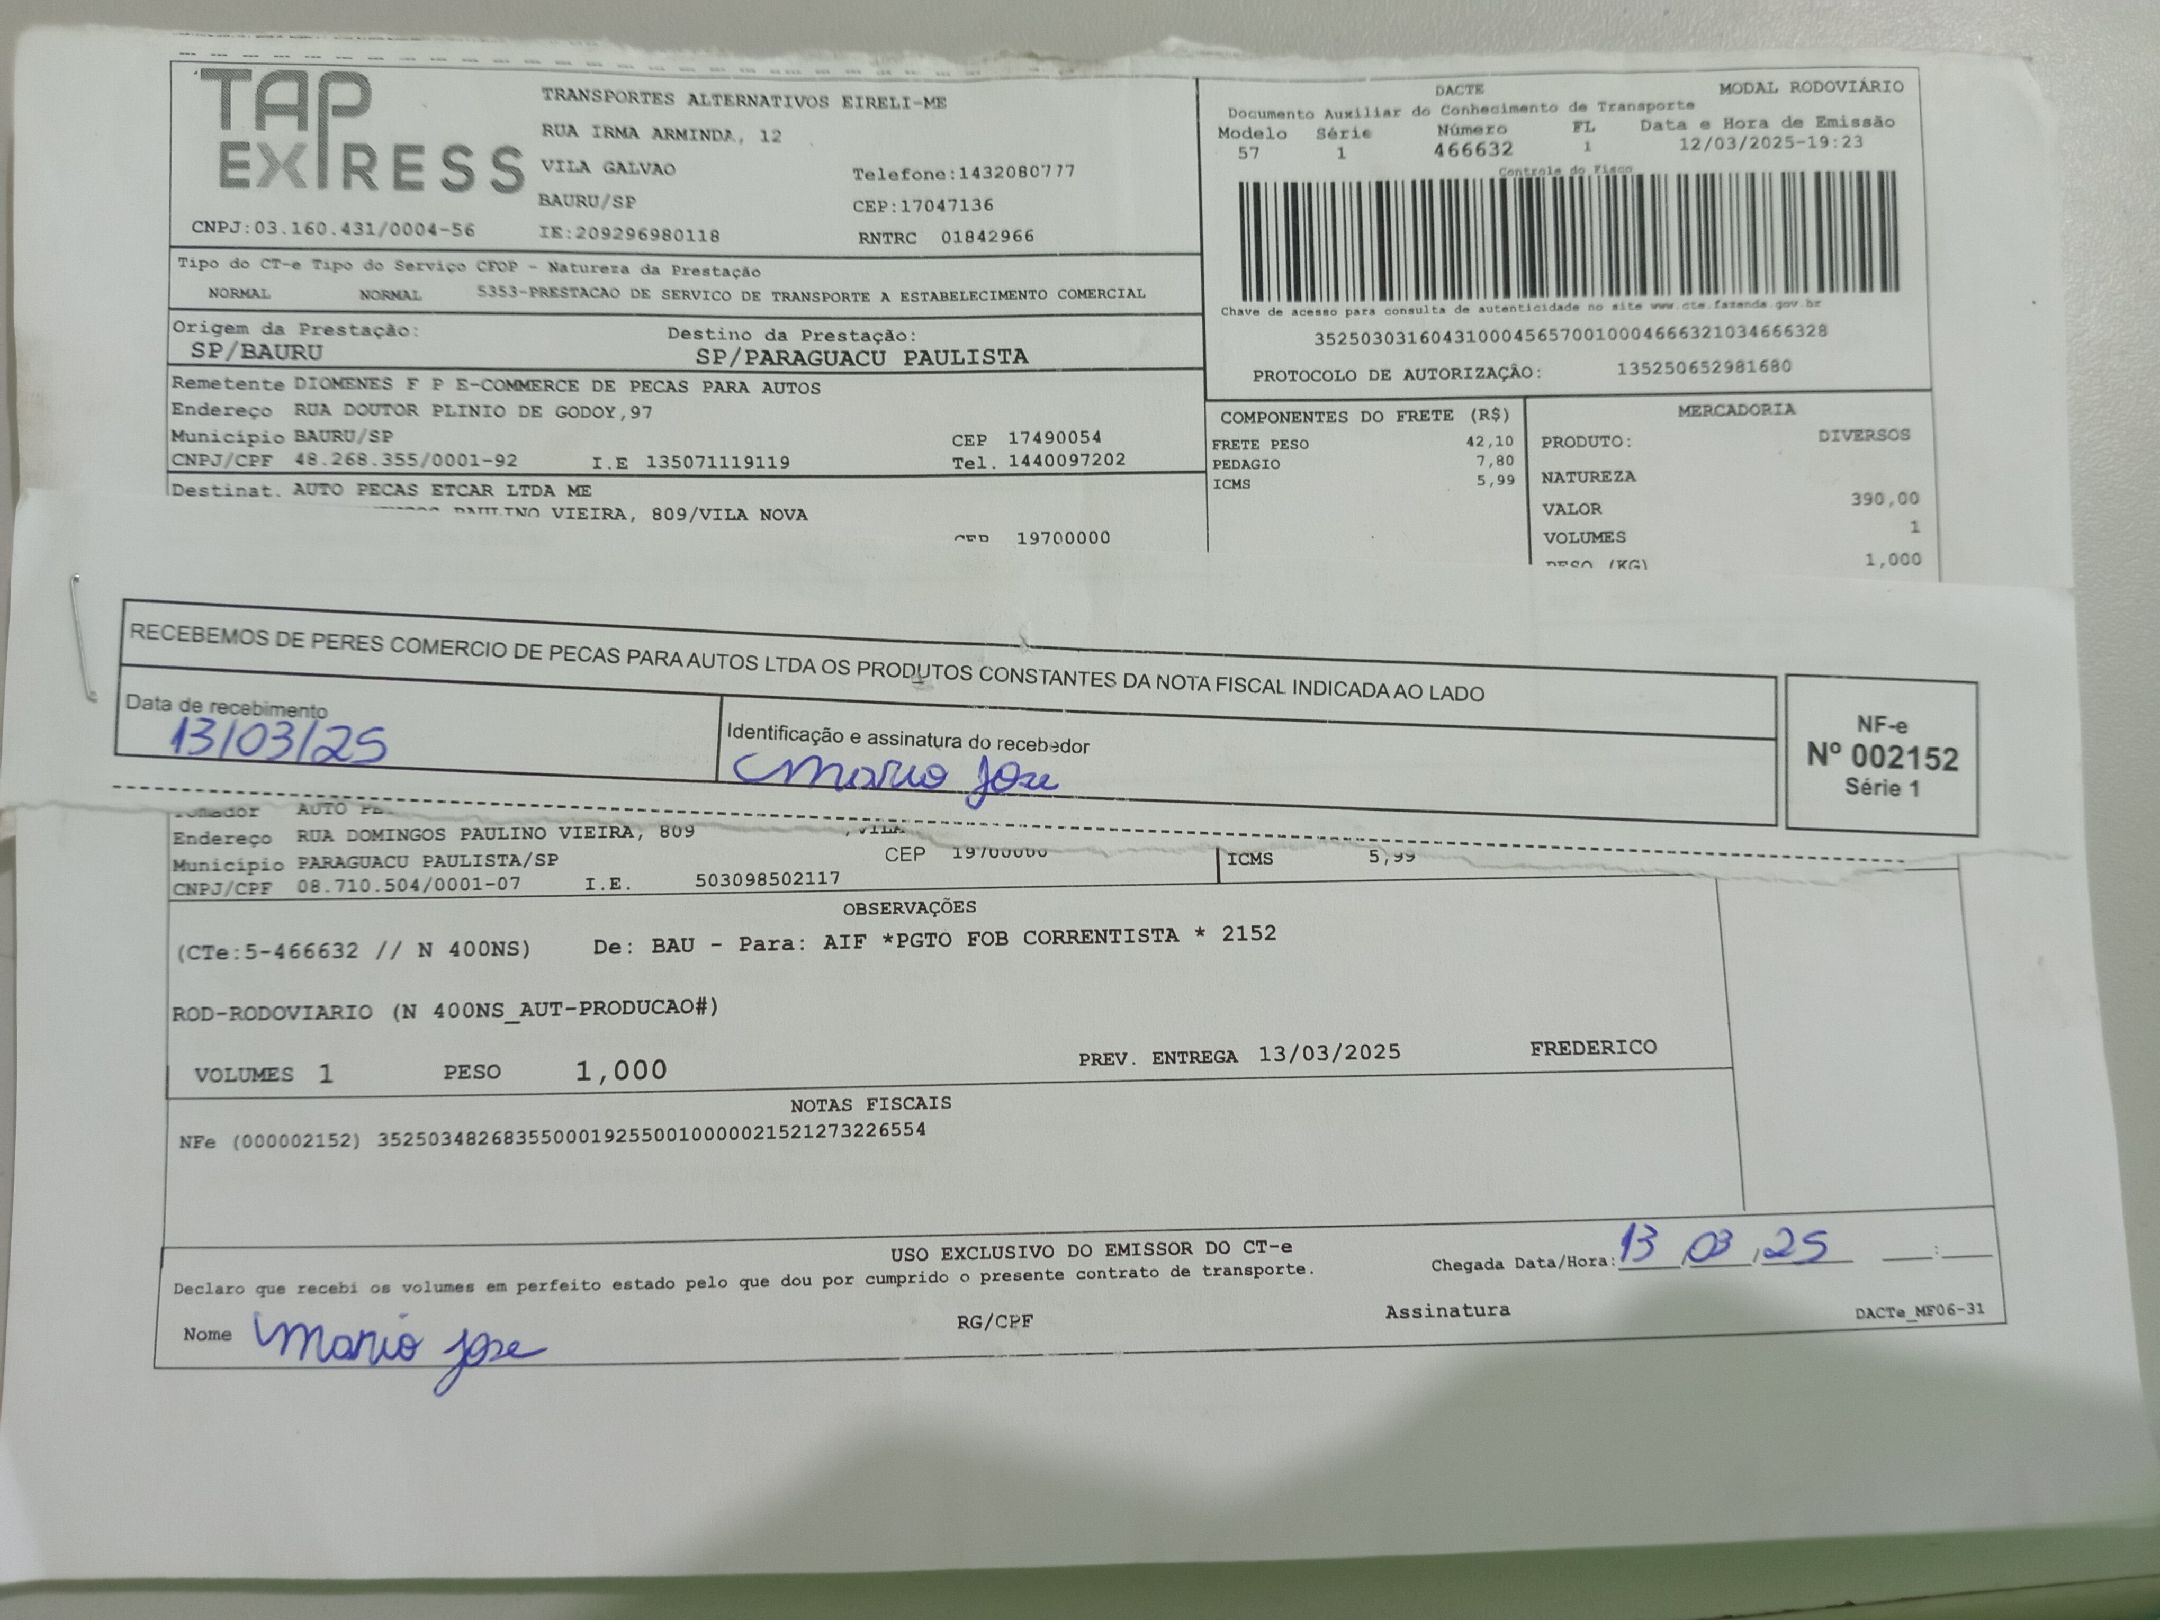 TAP
EXPRESS
TRANSPORTES ALTERNATIVOS EIRELI-ME
RUA IRMA ARMINDA, 12
VILA GALVAO Telefone:1432080777
BAURU/SP CEP:17047136
CNPJ:03.160.431/0004-56 IE:209296980118 RNTRC 01842966
DACTE MODAL RODOVIÁRIO
Documento Auxiliar do Conhecimento de Transporte
Modelo Série Número FL Data e Hora de Emissão
57 1 466632 1 12/03/2025-19:23
Controle do Fisco
Chave de acesso para consulta de autenticidade no site www.cte.fazenda.gov.br
35250303160431000456570010004666321034666328
PROTOCOLO DE AUTORIZAÇÃO: 135250652981680
Tipo do CT-e Tipo do Serviço CFOP - Natureza da Prestação
NORMAL NORMAL 5353-PRESTACAO DE SERVICO DE TRANSPORTE A ESTABELECIMENTO COMERCIAL
Origem da Prestação: Destino da Prestação:
SP/BAURU SP/PARAGUACU PAULISTA
Remetente DIOMENES F P E-COMMERCE DE PECAS PARA AUTOS
Endereço RUA DOUTOR PLINIO DE GODOY,97
Município BAURU/SP CEP 17490054
CNPJ/CPF 48.268.355/0001-92 I.E 135071119119 Tel. 1440097202
Destinat. AUTO PECAS ETCAR LTDA ME
PAULINO VIEIRA, 809/VILA NOVA
CEP 19700000
COMPONENTES DO FRETE (R$)
FRETE PESO 42,10
PEDAGIO 7,80
ICMS 5,99
MERCADORIA
PRODUTO: DIVERSOS
NATUREZA
VALOR 390,00
VOLUMES 1
PESO (KG) 1,000
RECEBEMOS DE PERES COMERCIO DE PECAS PARA AUTOS LTDA OS PRODUTOS CONSTANTES DA NOTA FISCAL INDICADA AO LADO
Data de recebimento
13/03/25
Identificação e assinatura do recebedor
Mario Jose
NF-e
Nº 002152
Série 1
Tomador AUTO
Endereço RUA DOMINGOS PAULINO VIEIRA, 809 , VILA
Município PARAGUACU PAULISTA/SP CEP 19700000
CNPJ/CPF 08.710.504/0001-07 I.E. 503098502117
ICMS 5,99
OBSERVAÇÕES
(CTe:5-466632 // N 400NS) De: BAU - Para: AIF *PGTO FOB CORRENTISTA * 2152
ROD-RODOVIARIO (N 400NS_AUT-PRODUCAO#)
VOLUMES 1 PESO 1,000 PREV. ENTREGA 13/03/2025 FREDERICO
NOTAS FISCAIS
NFe (000002152) 35250348268355000192550010000021521273226554
USO EXCLUSIVO DO EMISSOR DO CT-e
Declaro que recebi os volumes em perfeito estado pelo que dou por cumprido o presente contrato de transporte.
Chegada Data/Hora: 13/03/25 __:__
Nome Mario Jose RG/CPF Assinatura DACTe_MF06-31